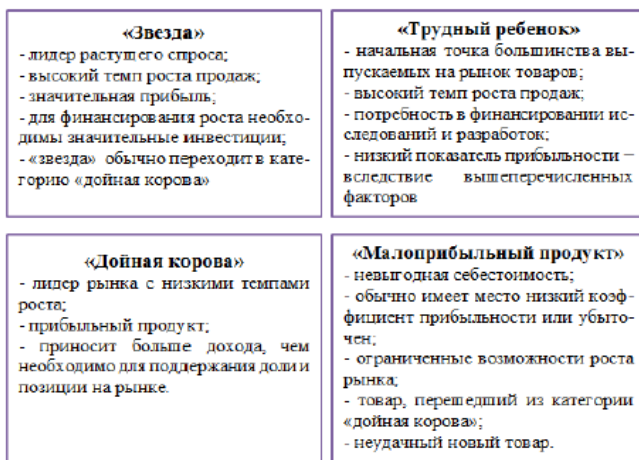 «Звезда»
- лидер растущего спроса;
- высокий темп роста продаж;
- значительная прибыль;
- для финансирования роста необхо-
димы значительные инвестиции;
- «звезда» обычно переходит в кате-
горию «дойная корова»
«Трудный ребенок»
- начальная точка большинства вы-
пускаемых на рынок товаров;
- высокий темп роста продаж;
- потребность в финансировании ис-
следований и разработок;
- низкий показатель прибыльности –
вследствие вышеперечисленных
факторов
«Дойная корова»
- лидер рынка с низкими темпами
роста;
- прибыльный продукт;
- приносит больше дохода, чем
необходимо для поддержания доли и
позиции на рынке.
«Малоприбыльный продукт»
- невыгодная себестоимость;
- обычно имеет место низкий коэф-
фициент прибыльности или убыто-
чен;
- ограниченные возможности роста
рынка;
- товар, перешедший из категории
«дойная корова»;
- неудачный новый товар.